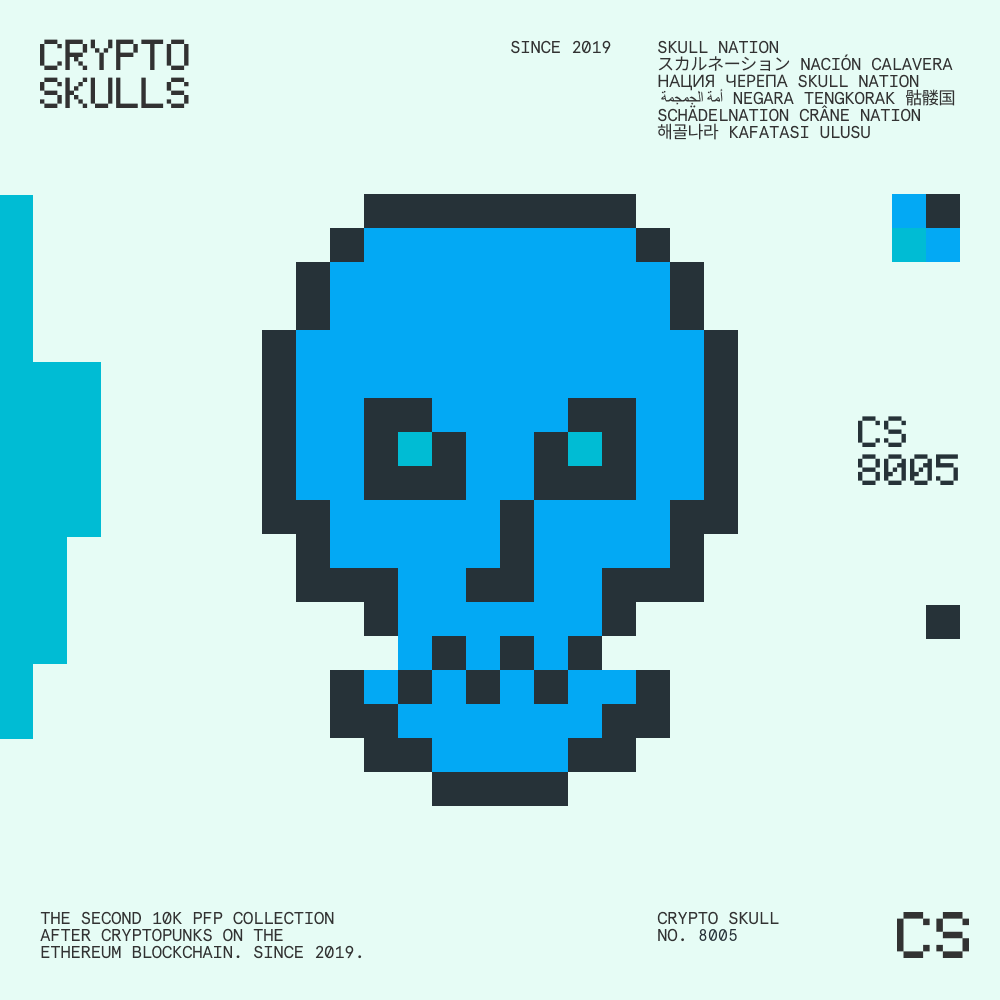 CRYPTO
SKULLS
SINCE 2019
SKULL NATION
スカルネーション NACIÓN CALAVERA
НАЦИЯ ЧЕРЕПА SKULL NATION
أمة الجمجمة NEGARA TENGKORAK 骷髅国
SCHÄDELNATION CRÂNE NATION
해골나라 KAFATASI ULUSU
CS
8005
THE SECOND 10K PFP COLLECTION
AFTER CRYPTOPUNKS ON THE
ETHEREUM BLOCKCHAIN. SINCE 2019.
CRYPTO SKULL
NO. 8005
CS